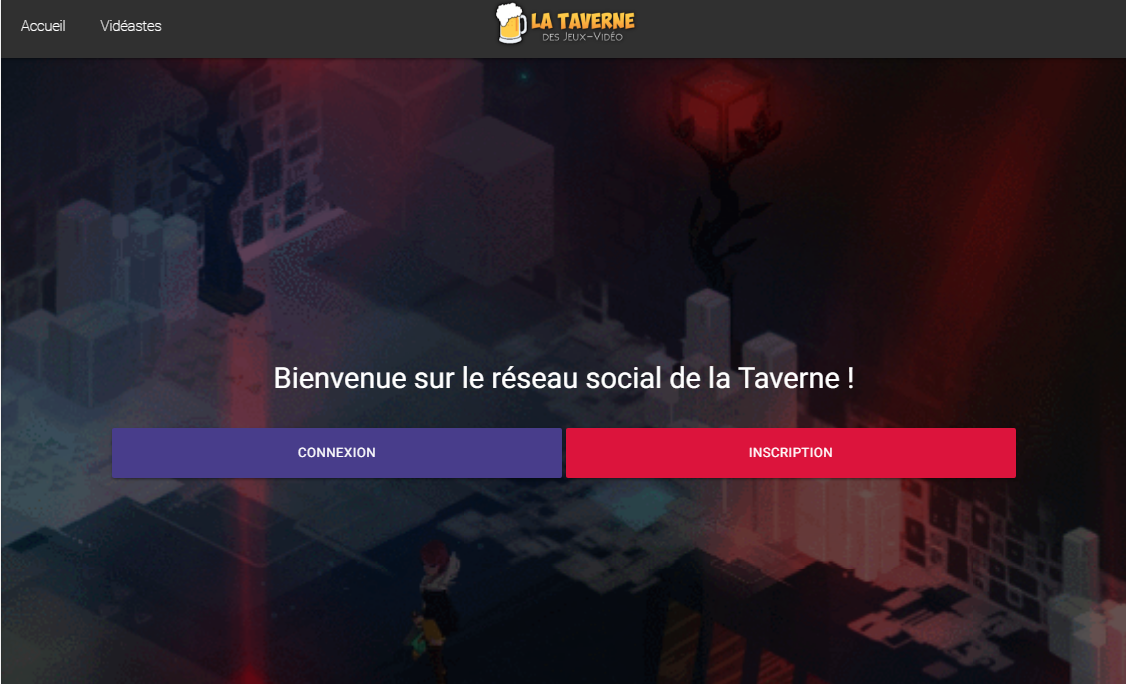 Accueil
Vidéastes
LA TAVERNE
DES JEUX-VIDÉO
Bienvenue sur le réseau social de la Taverne !
CONNEXION
INSCRIPTION